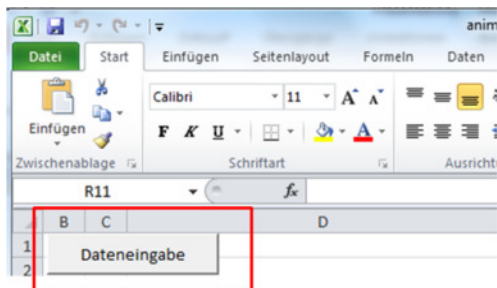 anim
Datei Start Einfügen Seitenlayout Formeln Daten
Calibri 11 A A
Einfügen F K U A
Zwischenablage Schriftart Ausricht
R11 fx
B C D
1 Dateneingabe
2